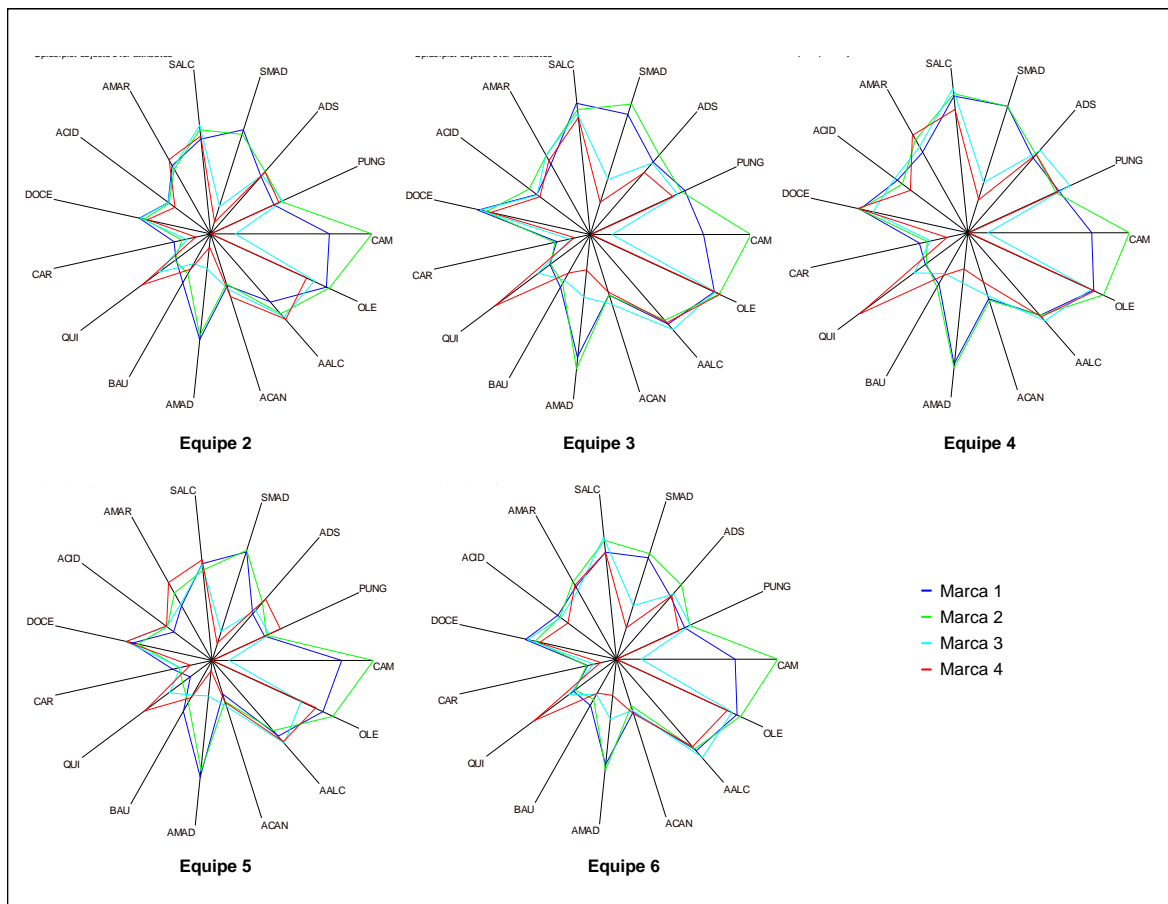 SALC
SMAD
AMAR
ADS
ACID
PUNG
DOCE
CAM
CAR
OLE
QUI
AALC
BAU
ACAN
AMAD
Equipe 2
SALC
SMAD
AMAR
ADS
ACID
PUNG
DOCE
CAM
CAR
OLE
QUI
AALC
BAU
ACAN
AMAD
Equipe 3
SALC
SMAD
AMAR
ADS
ACID
PUNG
DOCE
CAM
CAR
OLE
QUI
AALC
BAU
ACAN
AMAD
Equipe 4
SALC
SMAD
AMAR
ADS
ACID
PUNG
DOCE
CAM
CAR
OLE
QUI
AALC
BAU
ACAN
AMAD
Equipe 5
SALC
SMAD
AMAR
ADS
ACID
PUNG
DOCE
CAM
CAR
OLE
QUI
AALC
BAU
ACAN
AMAD
Equipe 6
Marca 1
Marca 2
Marca 3
Marca 4